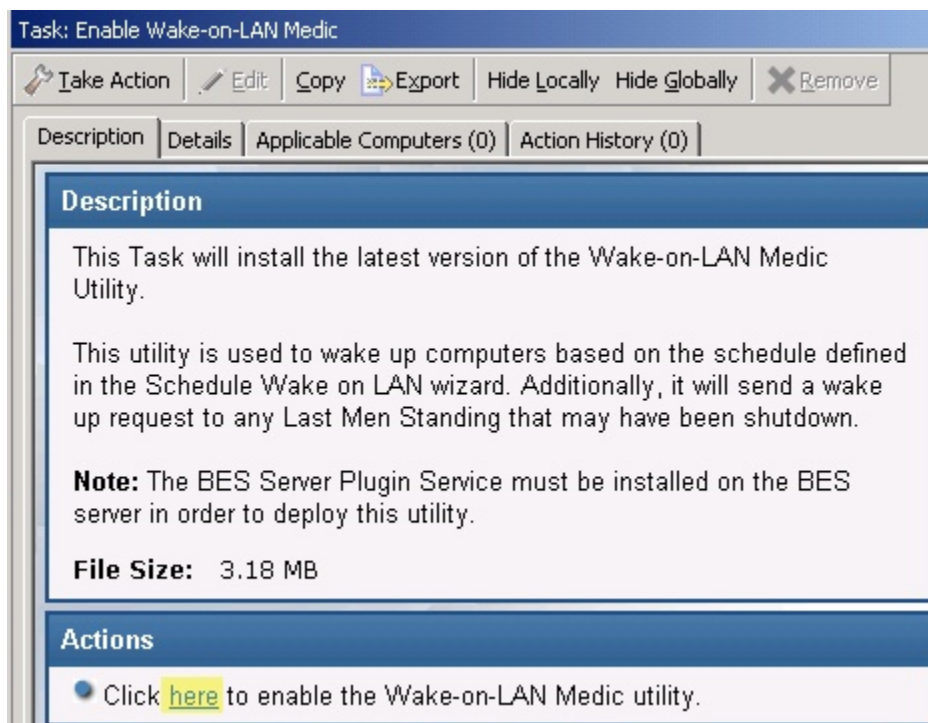 Task: Enable Wake-on-LAN Medic
Take Action Edit Copy Export Hide Locally Hide Globally Remove
Description Details Applicable Computers (0) Action History (0)
Description
This Task will install the latest version of the Wake-on-LAN Medic
Utility.
This utility is used to wake up computers based on the schedule defined
in the Schedule Wake on LAN wizard. Additionally, it will send a wake
up request to any Last Men Standing that may have been shutdown.
Note: The BES Server Plugin Service must be installed on the BES
server in order to deploy this utility.
File Size: 3.18 MB
Actions
Click here to enable the Wake-on-LAN Medic utility.